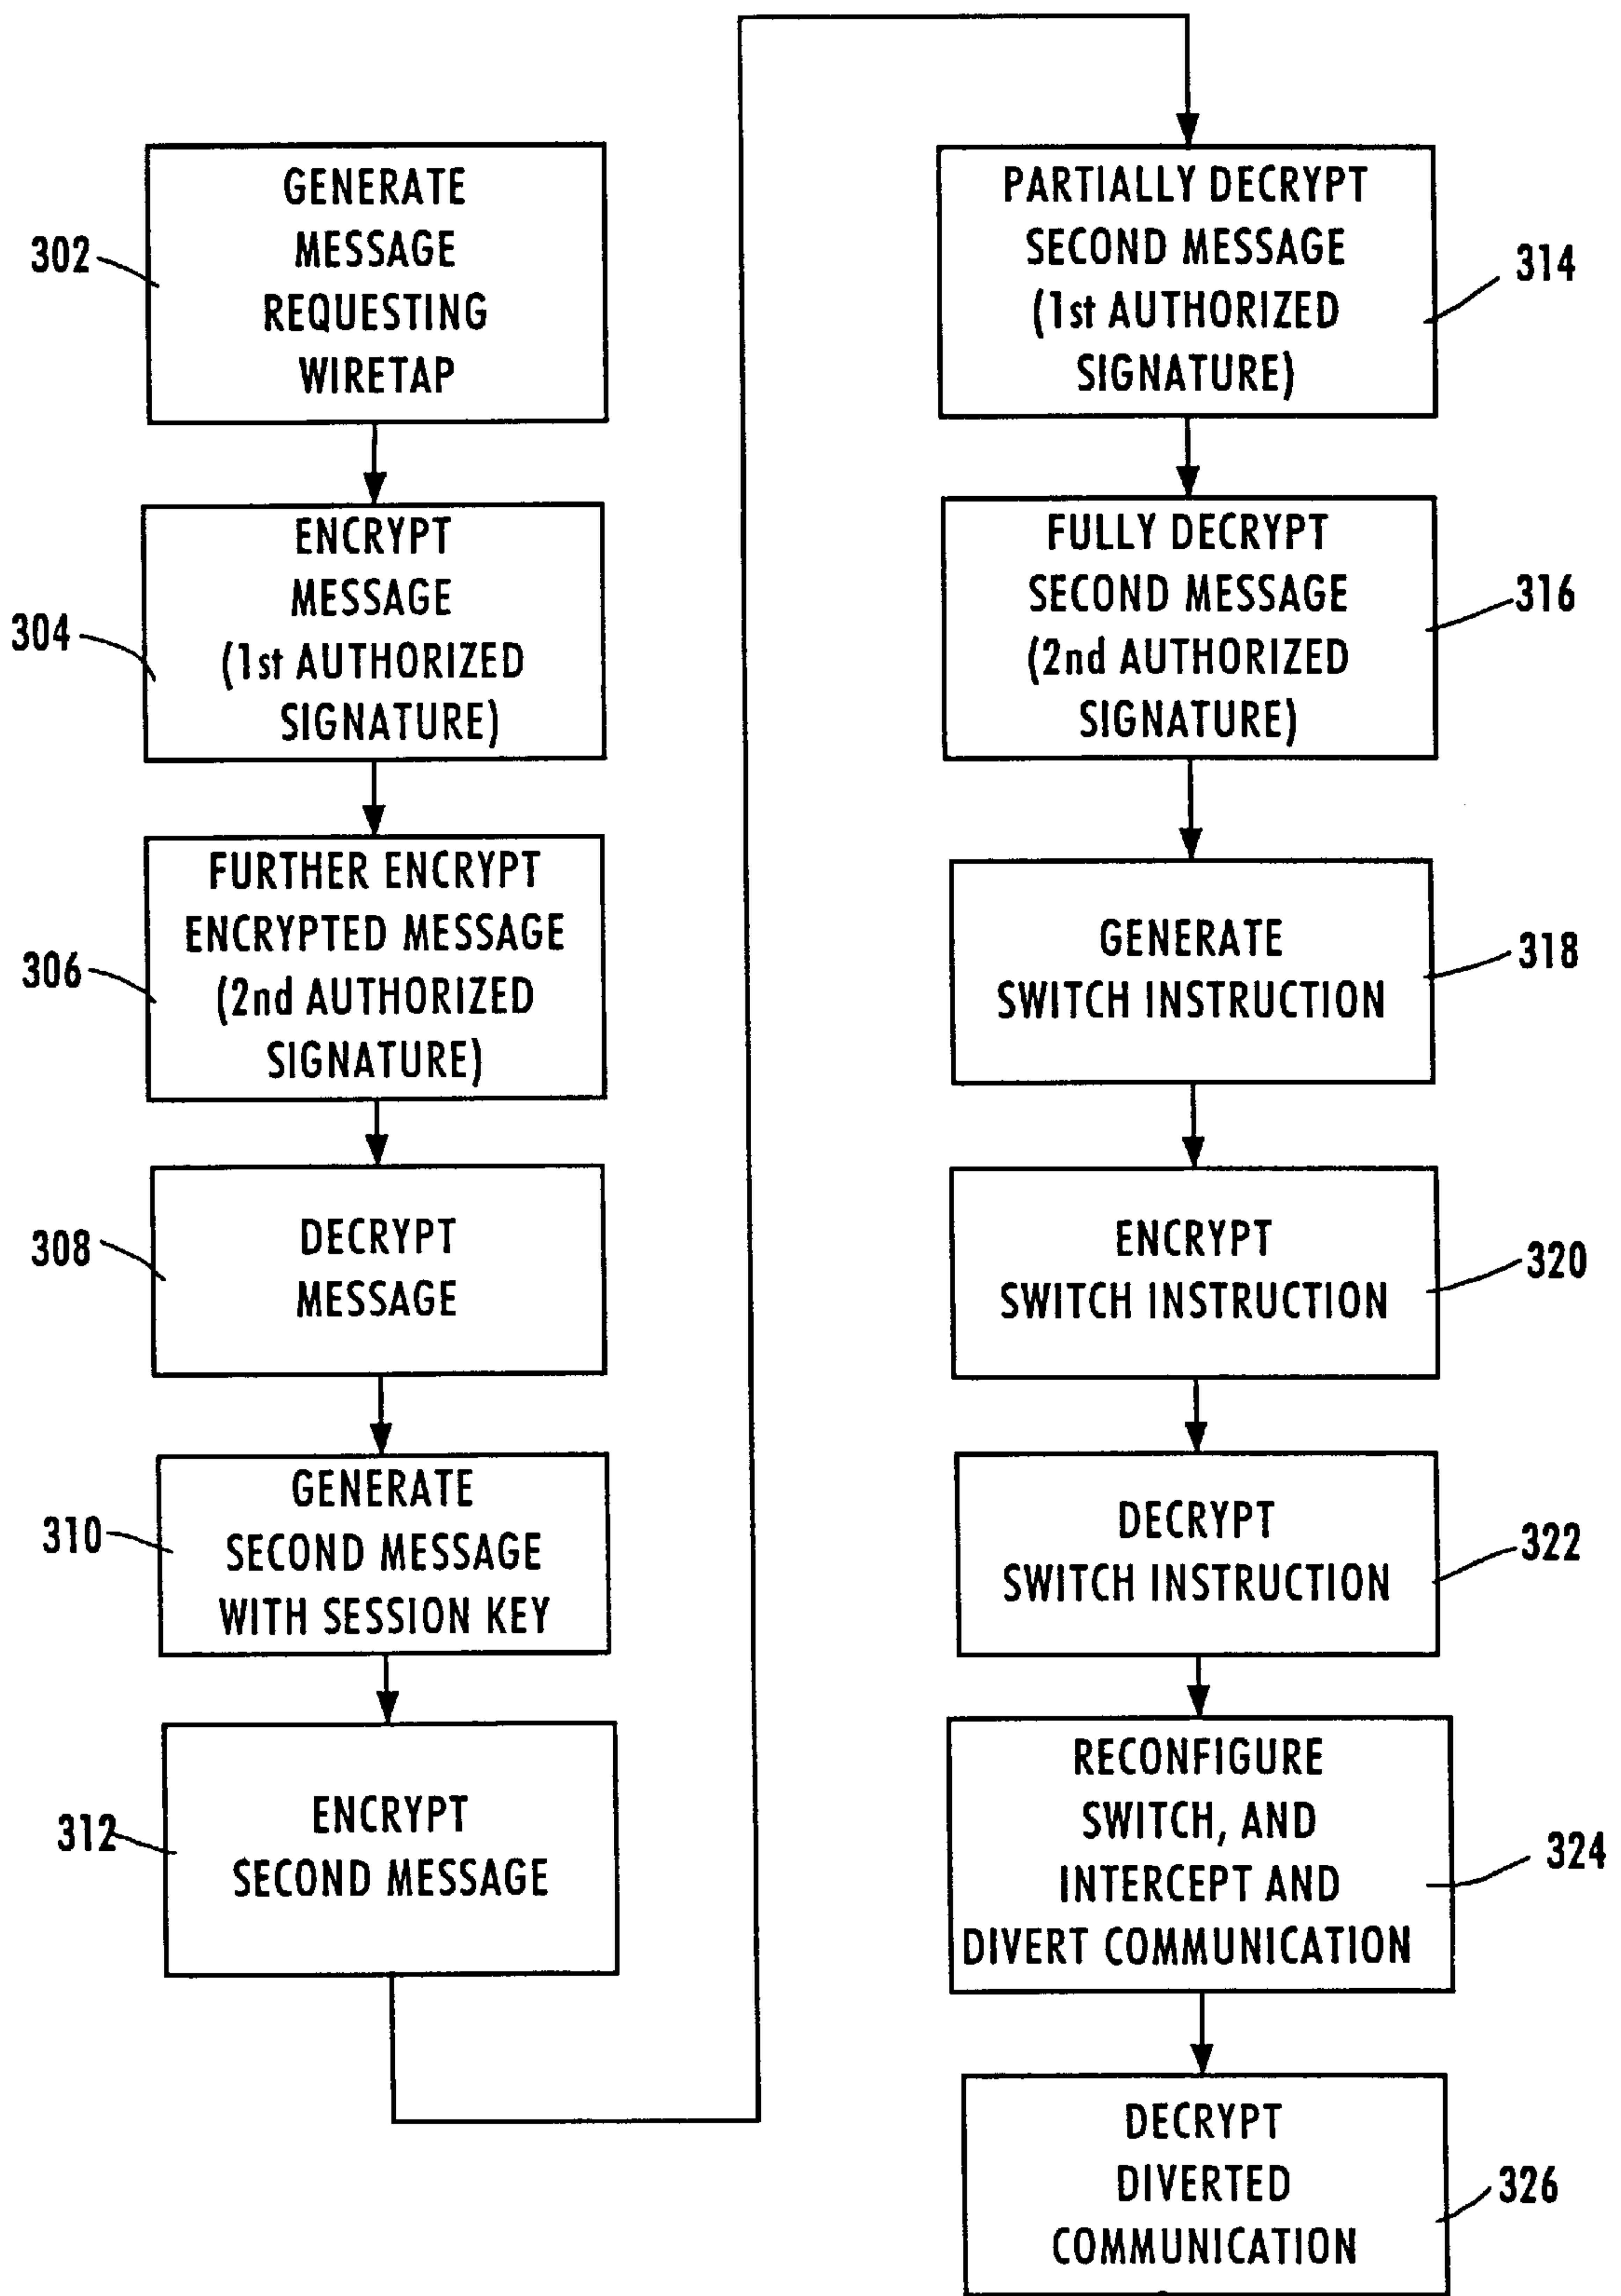 302
GENERATE
MESSAGE
REQUESTING
WIRETAP
304
ENCRYPT
MESSAGE
(1st AUTHORIZED
SIGNATURE)
306
FURTHER ENCRYPT
ENCRYPTED MESSAGE
(2nd AUTHORIZED
SIGNATURE)
308
DECRYPT
MESSAGE
310
GENERATE
SECOND MESSAGE
WITH SESSION KEY
312
ENCRYPT
SECOND MESSAGE
PARTIALLY DECRYPT
SECOND MESSAGE
(1st AUTHORIZED
SIGNATURE)
314
FULLY DECRYPT
SECOND MESSAGE
(2nd AUTHORIZED
SIGNATURE)
316
GENERATE
SWITCH INSTRUCTION
318
ENCRYPT
SWITCH INSTRUCTION
320
DECRYPT
SWITCH INSTRUCTION
322
RECONFIGURE
SWITCH, AND
INTERCEPT AND
DIVERT COMMUNICATION
324
DECRYPT
DIVERTED
COMMUNICATION
326